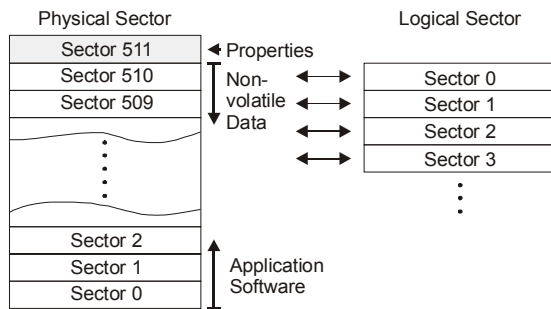 Physical Sector
Logical Sector
Sector 511
Properties
Sector 510
Non-
volatile
Data
Sector 509
Sector 0
Sector 1
Sector 2
Sector 3
Sector 2
Sector 1
Sector 0
Application
Software